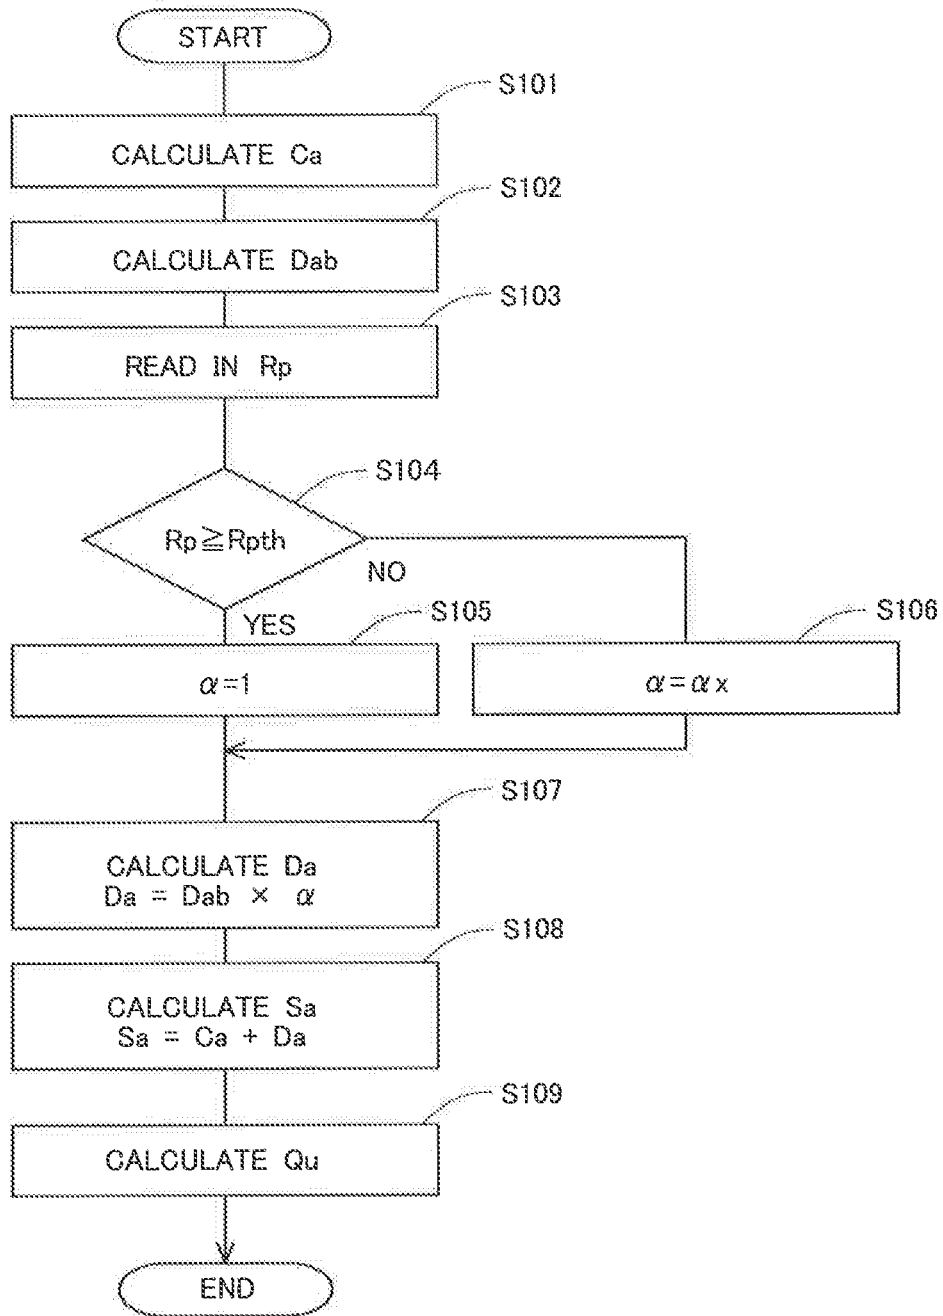 START
S101
CALCULATE Ca
S102
CALCULATE Dab
S103
READ IN Rp
S104
Rp≧Rpth
NO
YES
S105
S106
α=1
α=αx
S107
CALCULATE Da
Da = Dab × α
S108
CALCULATE Sa
Sa = Ca + Da
S109
CALCULATE Qu
END